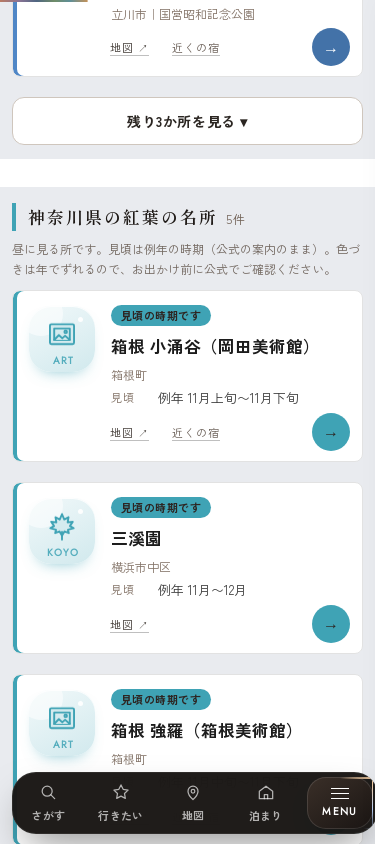 立川市｜国営昭和記念公園
地図 ↗ 近くの宿
→
残り3か所を見る ▾
神奈川県の紅葉の名所 5件
昼に見る所です。見頃は例年の時期（公式の案内のまま）。色づ
きは年でずれるので、お出かけ前に公式でご確認ください。
見頃の時期です
ART
箱根 小涌谷（岡田美術館）
箱根町
見頃 例年 11月上旬〜11月下旬
地図 ↗ 近くの宿
→
見頃の時期です
KOYO
三溪園
横浜市中区
見頃 例年 11月〜12月
地図 ↗
→
見頃の時期です
ART
箱根 強羅（箱根美術館）
箱根町
さがす 行きたい 地図 泊まり MENU